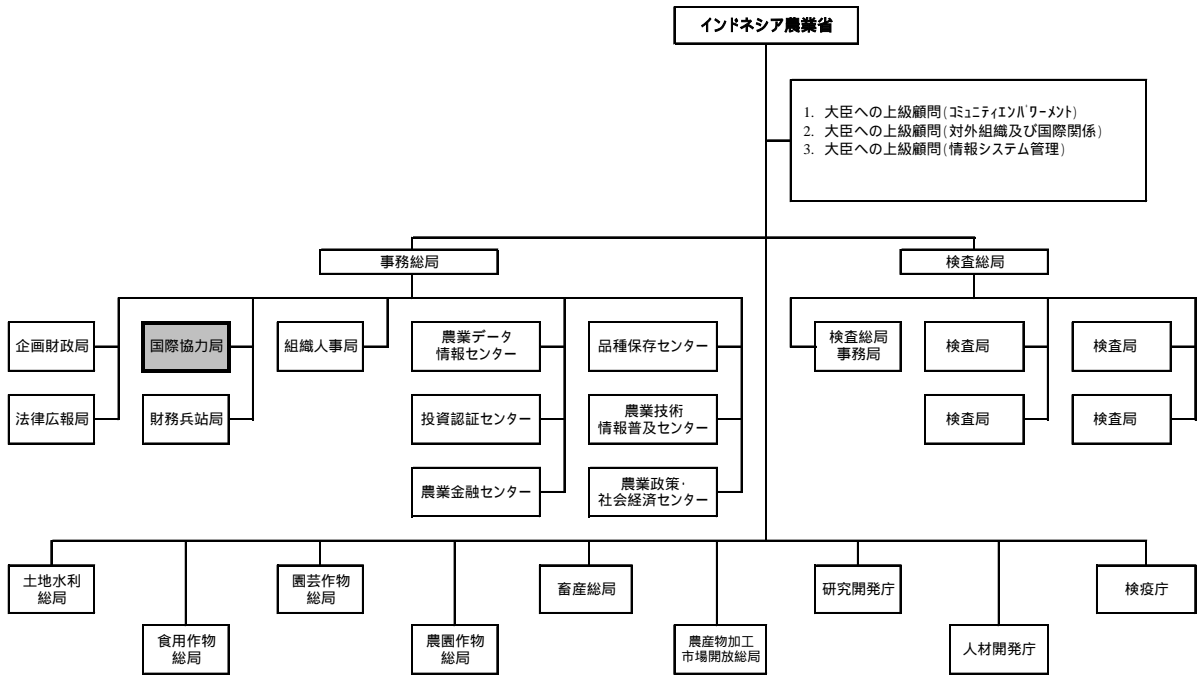 インドネシア農業省
1. 大臣への上級顧問(ｺﾐｭﾆﾃｨｴﾝﾊﾟﾜｰﾒﾝﾄ)
2. 大臣への上級顧問(対外組織及び国際関係)
3. 大臣への上級顧問(情報システム管理)
事務総局
検査総局
企画財政局
国際協力局
組織人事局
農業データ
情報センター
品種保存センター
検査総局
事務局
検査局
検査局
法律広報局
財務兵站局
投資認証センター
農業技術
情報普及センター
検査局
検査局
農業金融センター
農業政策・
社会経済センター
土地水利
総局
園芸作物
総局
畜産総局
研究開発庁
検疫庁
食用作物
総局
農園作物
総局
農産物加工
市場開放総局
人材開発庁